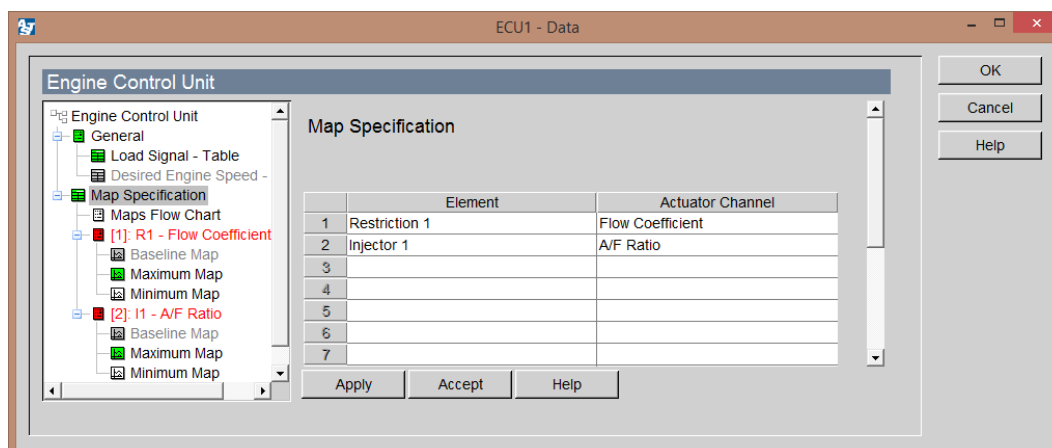 ECU1 - Data
OK
Cancel
Help
Engine Control Unit
Engine Control Unit
General
Load Signal - Table
Desired Engine Speed -
Map Specification
Maps Flow Chart
[1]: R1 - Flow Coefficient
Baseline Map
Maximum Map
Minimum Map
[2]: I1 - A/F Ratio
Baseline Map
Maximum Map
Minimum Map
Map Specification
Element Actuator Channel
1 Restriction 1 Flow Coefficient
2 Injector 1 A/F Ratio
3
4
5
6
7
Apply Accept Help